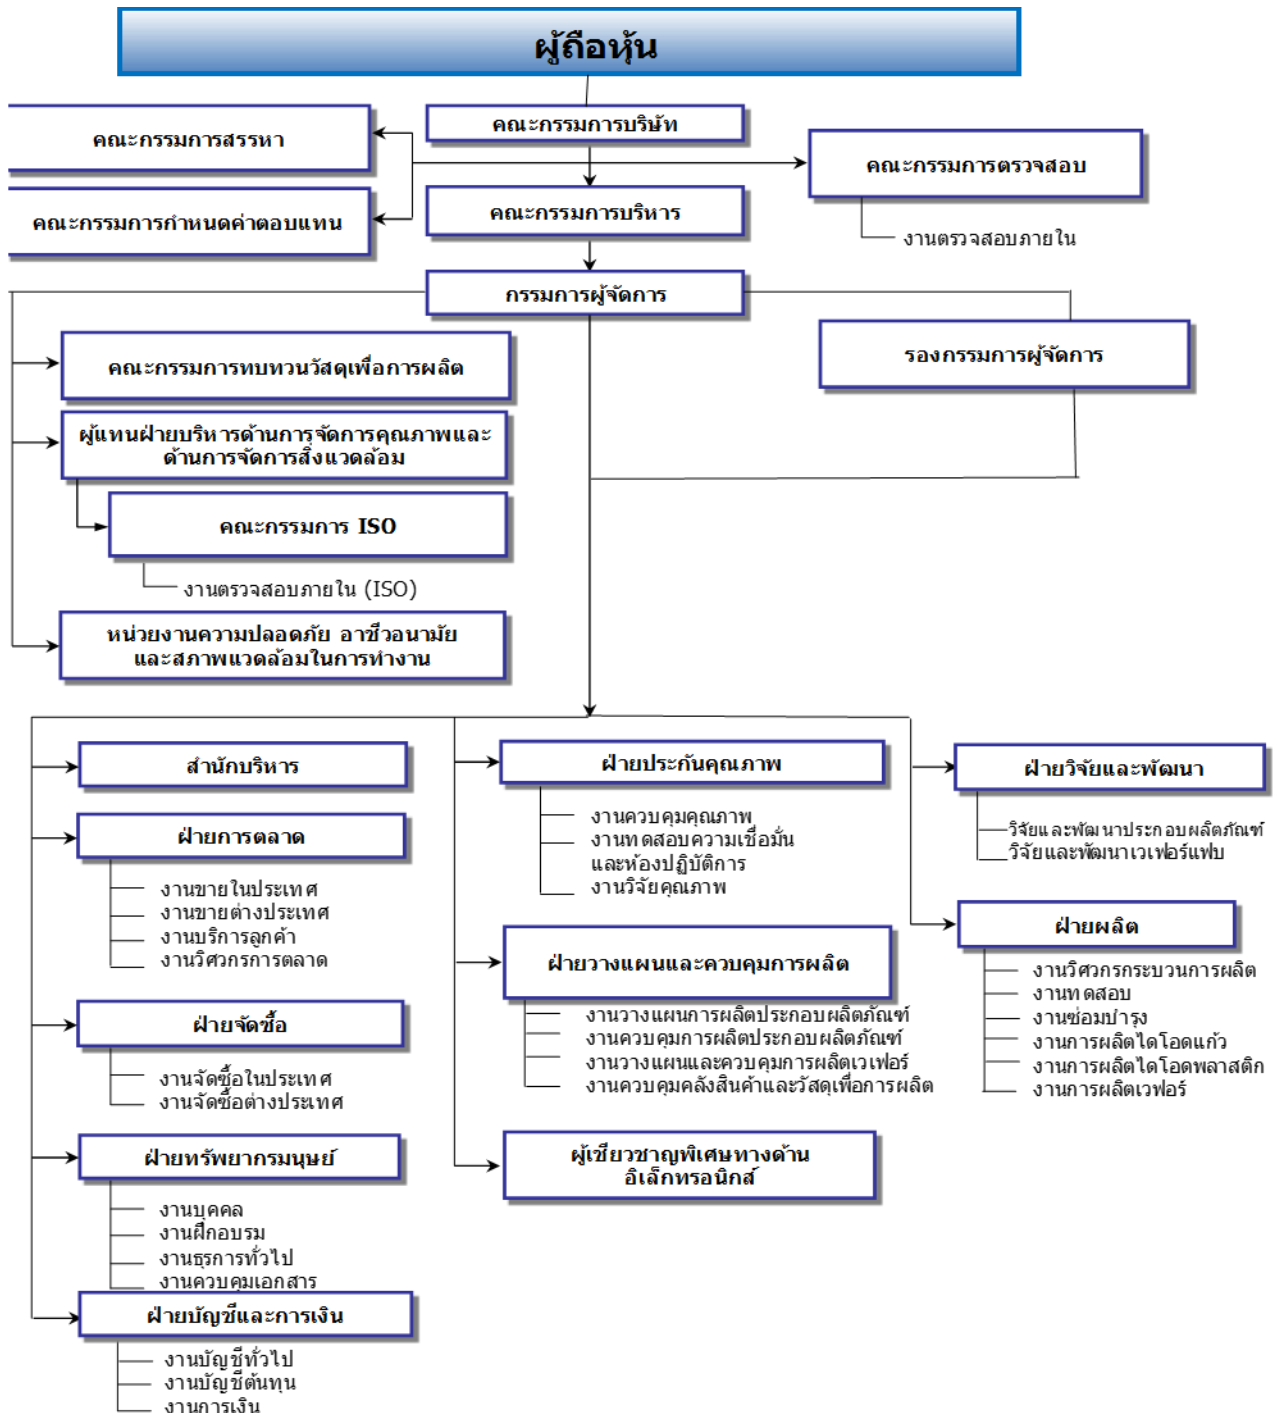 ผู้ถือหุ้น
คณะกรรมการบริษัท
คณะกรรมการสรรหา
คณะกรรมการตรวจสอบ
คณะกรรมการบริหาร
คณะกรรมการกำหนดค่าตอบแทน
งานตรวจสอบภายใน
กรรมการผู้จัดการ
รองกรรมการผู้จัดการ
คณะกรรมการทบทวนวัสดุเพื่อการผลิต
ผู้แทนฝ่ายบริหารด้านการจัดการคุณภาพและ
ด้านการจัดการสิ่งแวดล้อม
คณะกรรมการ ISO
งานตรวจสอบภายใน (ISO)
หน่วยงานความปลอดภัย อาชีวอนามัย
และสภาพแวดล้อมในการทำงาน
สำนักบริหาร
ฝ่ายการตลาด
งานขายในประเทศ
งานขายต่างประเทศ
งานบริการลูกค้า
งานวิศวกรการตลาด
ฝ่ายจัดซื้อ
งานจัดซื้อในประเทศ
งานจัดซื้อต่างประเทศ
ฝ่ายทรัพยากรมนุษย์
งานบุคคล
งานฝึกอบรม
งานธุรการทั่วไป
งานควบคุมเอกสาร
ฝ่ายบัญชีและการเงิน
งานบัญชีทั่วไป
งานบัญชีต้นทุน
งานการเงิน
ฝ่ายประกันคุณภาพ
งานควบคุมคุณภาพ
งานทดสอบความเชื่อมั่น
และห้องปฏิบัติการ
งานวิจัยคุณภาพ
ฝ่ายวางแผนและควบคุมการผลิต
งานวางแผนการผลิตประกอบผลิตภัณฑ์
งานควบคุมการผลิตประกอบผลิตภัณฑ์
งานวางแผนและควบคุมการผลิตเวเฟอร์
งานควบคุมคลังสินค้าและวัสดุเพื่อการผลิต
ผู้เชี่ยวชาญพิเศษทางด้าน
อิเล็กทรอนิกส์
ฝ่ายวิจัยและพัฒนา
วิจัยและพัฒนาประกอบผลิตภัณฑ์
วิจัยและพัฒนาเวเฟอร์แฟบ
ฝ่ายผลิต
งานวิศวกรกระบวนการผลิต
งานทดสอบ
งานซ่อมบำรุง
งานการผลิตไดโอดแก้ว
งานการผลิตไดโอดพลาสติก
งานการผลิตเวฟอร์